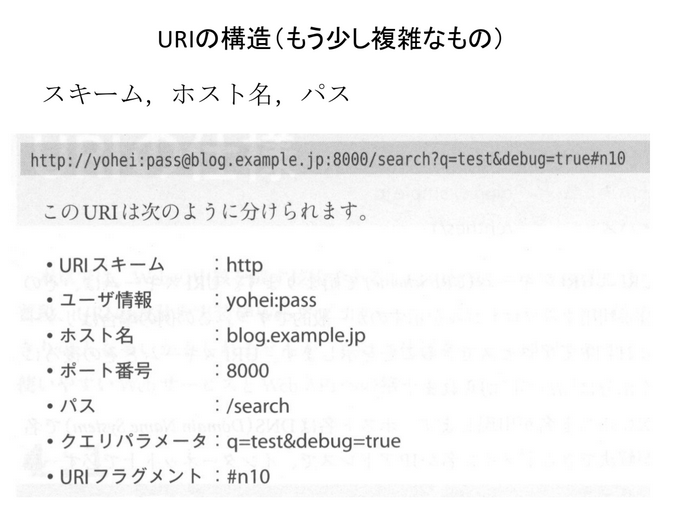 URIの構造(もう少し複雑なもの)
スキーム，ホスト名，パス
http://yohei:pass@blog.example.jp:8000/search?q=test&debug=true#n10
このURIは次のように分けられます。
・URIスキーム：http
・ユーザ情報：yohei:pass
・ホスト名：blog.example.jp
・ポート番号：8000
・パス：/search
・クエリパラメータ：q=test&debug=true
・URIフラグメント：#n10